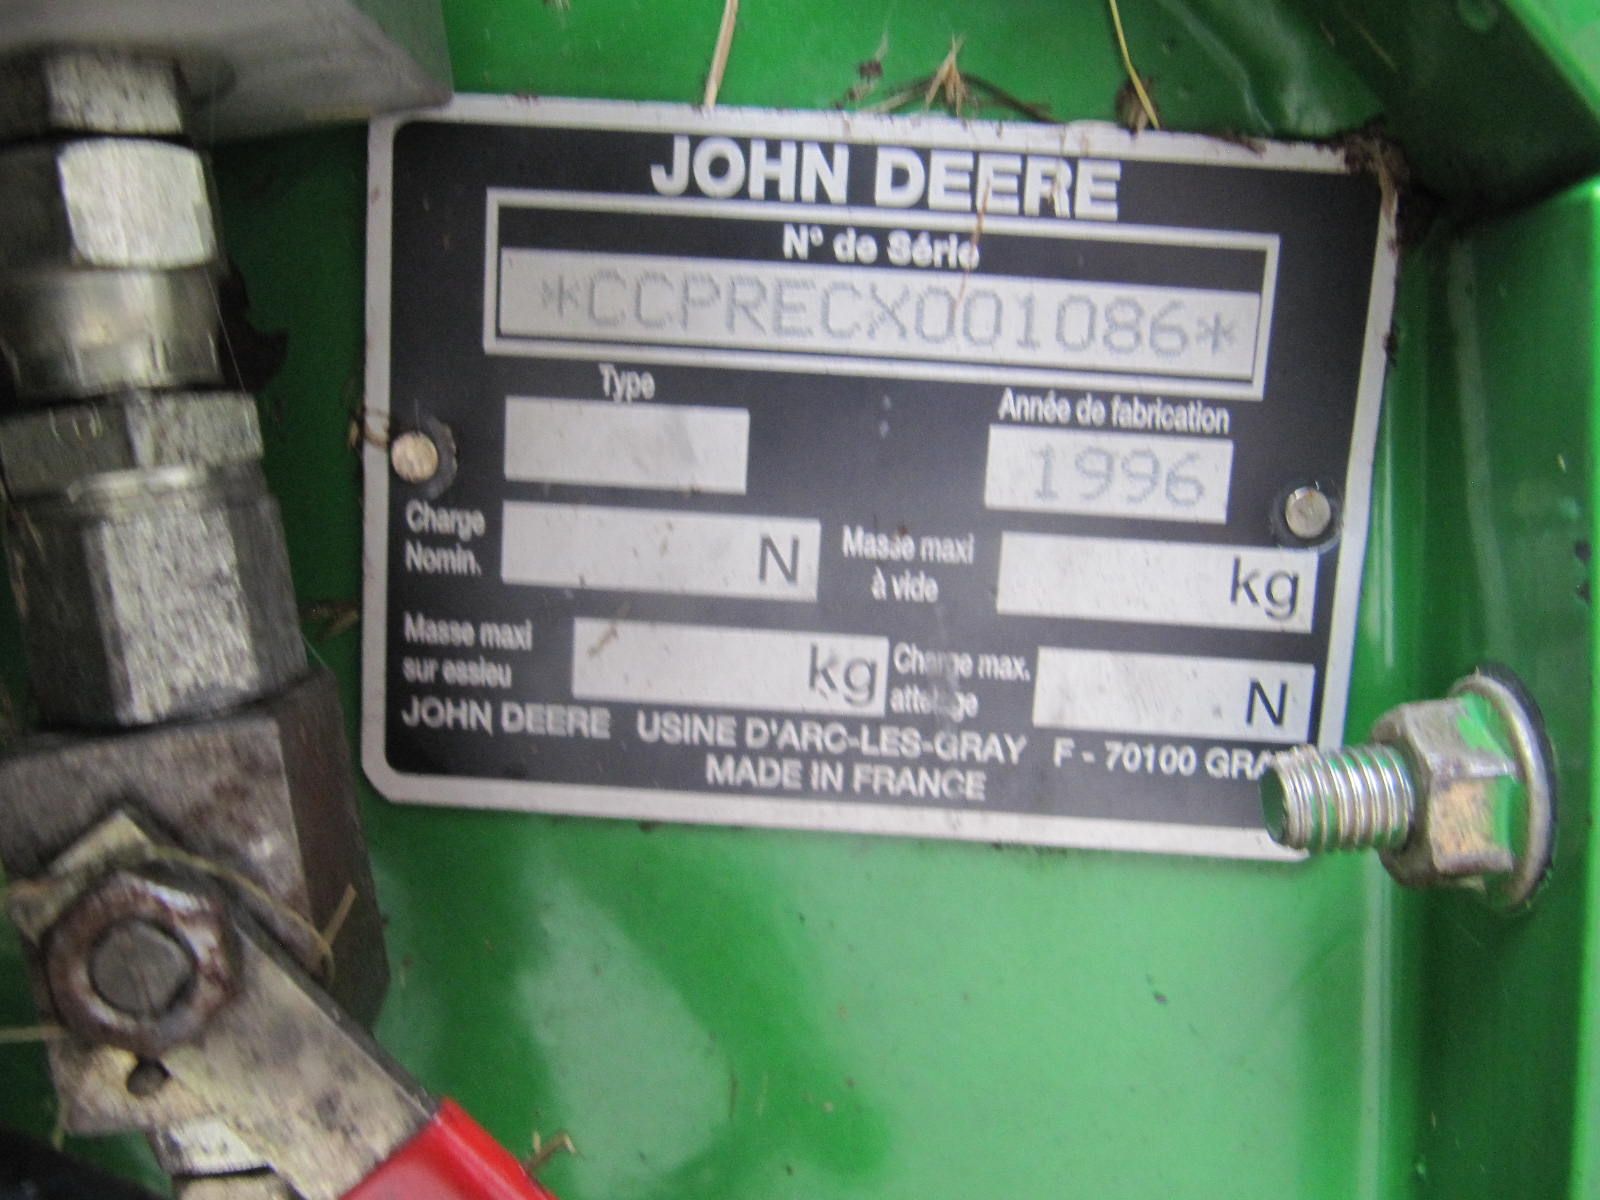 JOHN DEERE
N° de Série
*CCPRECX001086*
Type
Année de fabrication
1996
Charge Nomin. N
Masse maxi à vide kg
Masse maxi sur essieu kg
Charge max. attelage N
JOHN DEERE USINE D'ARC-LES-GRAY F - 70100 GRAY
MADE IN FRANCE